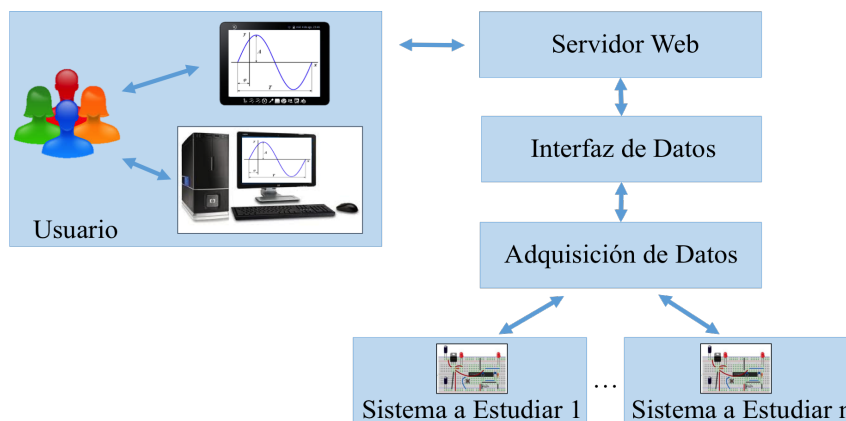 Servidor Web
Interfaz de Datos
Usuario
Adquisición de Datos
...
Sistema a Estudiar 1
Sistema a Estudiar n